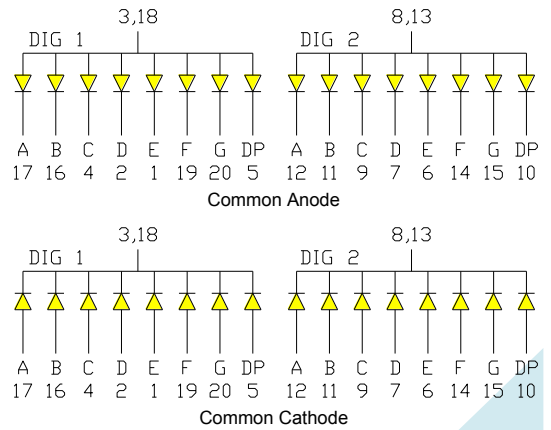 3,18 8,13
DIG 1 DIG 2
A B C D E F G DP A B C D E F G DP
17 16 4 2 1 19 20 5 12 11 9 7 6 14 15 10
Common Anode
3,18 8,13
DIG 1 DIG 2
A B C D E F G DP A B C D E F G DP
17 16 4 2 1 19 20 5 12 11 9 7 6 14 15 10
Common Cathode